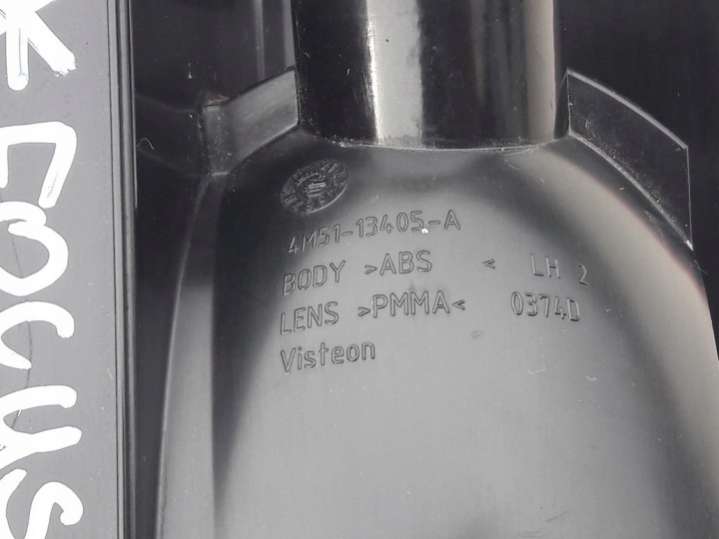 * FOCUS
4M51-13405-A
BODY >ABS < LH 2
LENS >PMMA< 0374D
Visteon